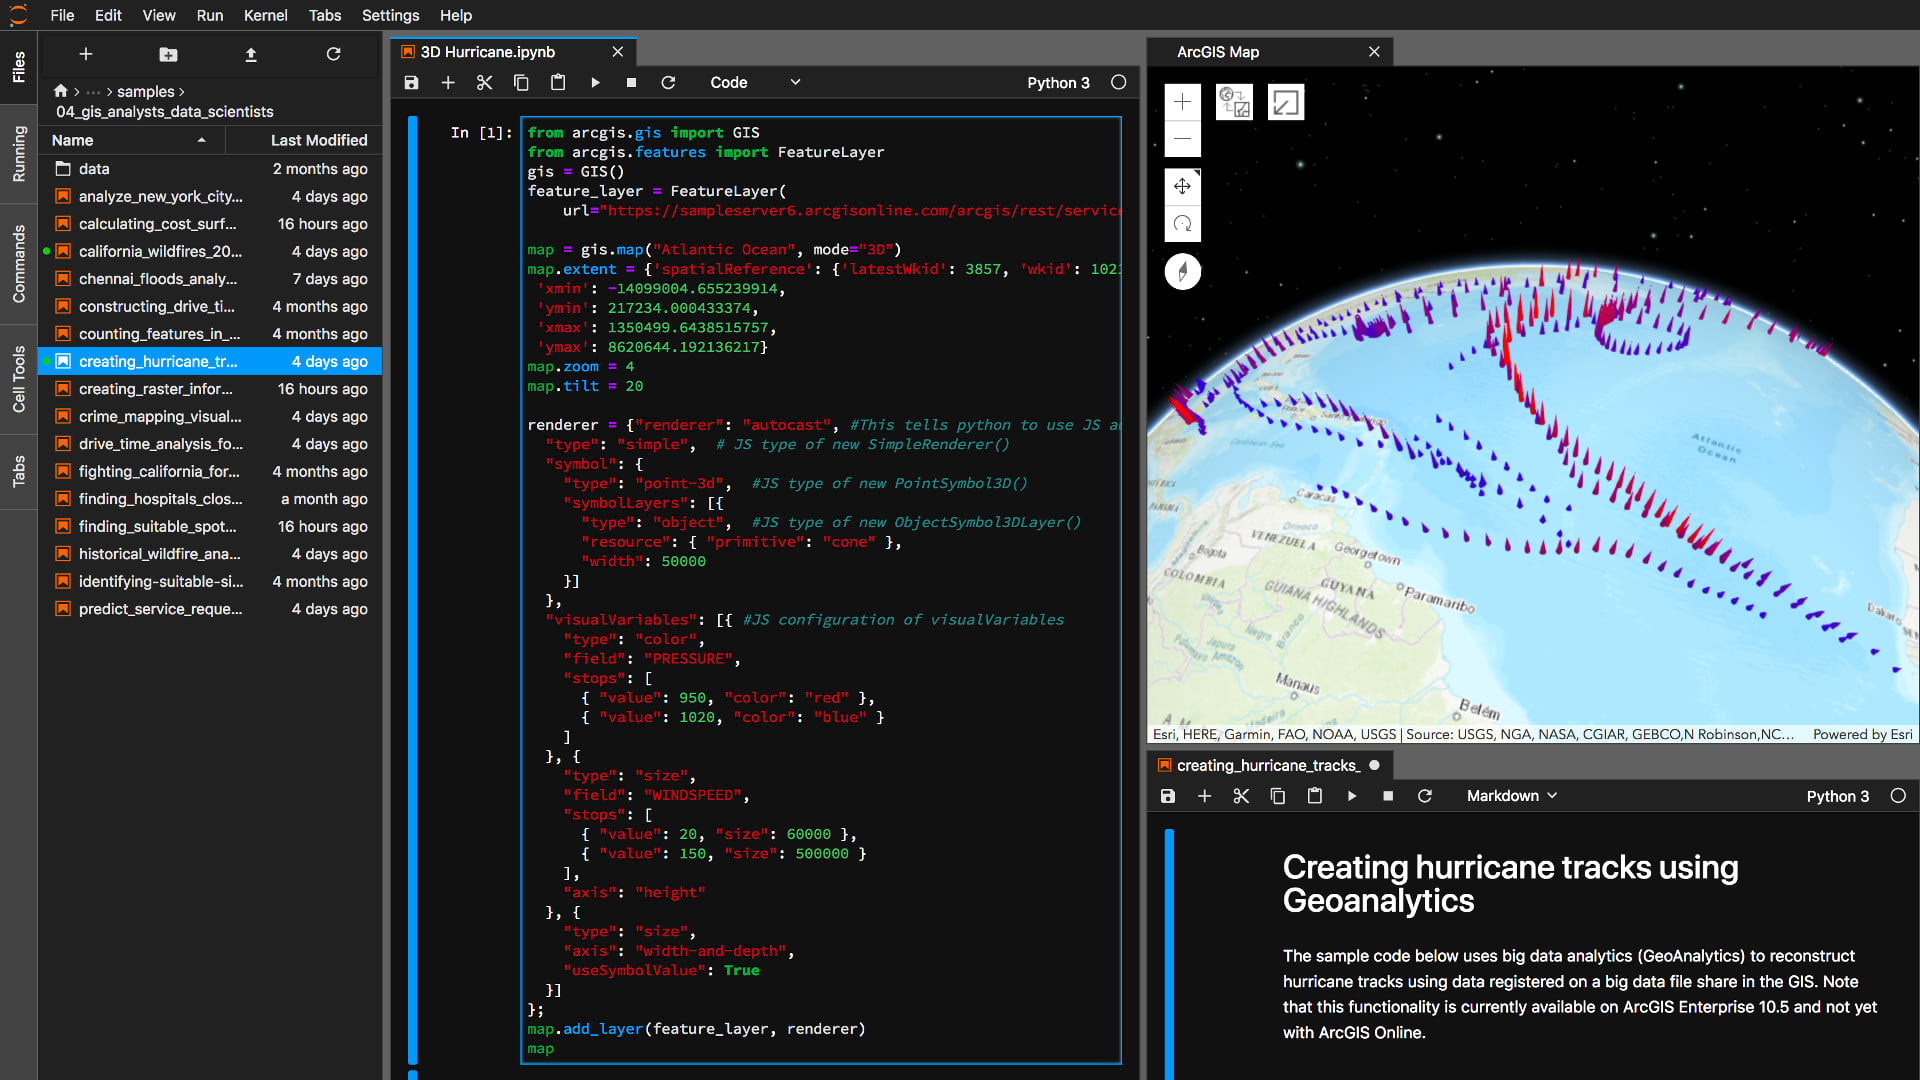 File Edit View Run Kernel Tabs Settings Help
Files
Running
Commands
Cell Tools
Tabs
samples
04_gis_analysts_data_scientists
Name Last Modified
data 2 months ago
analyze_new_york_city... 4 days ago
calculating_cost_surf... 16 hours ago
california_wildfires_20... 4 days ago
chennai_floods_analy... 7 days ago
constructing_drive_ti... 4 months ago
counting_features_in_... 4 months ago
creating_hurricane_tr... 4 days ago
creating_raster_infor... 16 hours ago
crime_mapping_visual... 4 days ago
drive_time_analysis_fo... 4 days ago
fighting_california_for... 4 months ago
finding_hospitals_clos... a month ago
finding_suitable_spot... 16 hours ago
historical_wildfire_ana... 4 days ago
identifying-suitable-si... 4 months ago
predict_service_reque... 4 days ago
3D Hurricane.ipynb
Code Python 3
In [1]:
from arcgis.gis import GIS
from arcgis.features import FeatureLayer
gis = GIS()
feature_layer = FeatureLayer(
url="https://sampleserver6.arcgisonline.com/arcgis/rest/service
map = gis.map("Atlantic Ocean", mode="3D")
map.extent = {'spatialReference': {'latestWkid': 3857, 'wkid': 1021
'xmin': -14099004.655239914,
'ymin': 217234.000433374,
'xmax': 1350499.6438515757,
'ymax': 8620644.192136217}
map.zoom = 4
map.tilt = 20
renderer = {"renderer": "autocast", #This tells python to use JS a
"type": "simple", # JS type of new SimpleRenderer()
"symbol": {
"type": "point-3d", #JS type of new PointSymbol3D()
"symbolLayers": [{
"type": "object", #JS type of new ObjectSymbol3DLayer()
"resource": { "primitive": "cone" },
"width": 50000
}]
},
"visualVariables": [{ #JS configuration of visualVariables
"type": "color",
"field": "PRESSURE",
"stops": [
{ "value": 950, "color": "red" },
{ "value": 1020, "color": "blue" }
]
}, {
"type": "size",
"field": "WINDSPEED",
"stops": [
{ "value": 20, "size": 60000 },
{ "value": 150, "size": 500000 }
],
"axis": "height"
}, {
"type": "size",
"axis": "width-and-depth",
"useSymbolValue": True
}]
};
map.add_layer(feature_layer, renderer)
map
ArcGIS Map
Atlantic
Ocean
Caribbean Sea
Caracas
PANAMA
Orinoco
VENEZUELA
Georgetown
Bogota
COLOMBIA
GUYANA
GUIANA HIGHLANDS
Paramaribo
Negro
Branco
Japura
Amazon
Manaus
Madeira
Belém
Dakar
Esri, HERE, Garmin, FAO, NOAA, USGS | Source: USGS, NGA, NASA, CGIAR, GEBCO,N Robinson,NC... Powered by Esri
creating_hurricane_tracks_
Markdown Python 3
Creating hurricane tracks using
Geoanalytics
The sample code below uses big data analytics (GeoAnalytics) to reconstruct
hurricane tracks using data registered on a big data file share in the GIS. Note
that this functionality is currently available on ArcGIS Enterprise 10.5 and not yet
with ArcGIS Online.